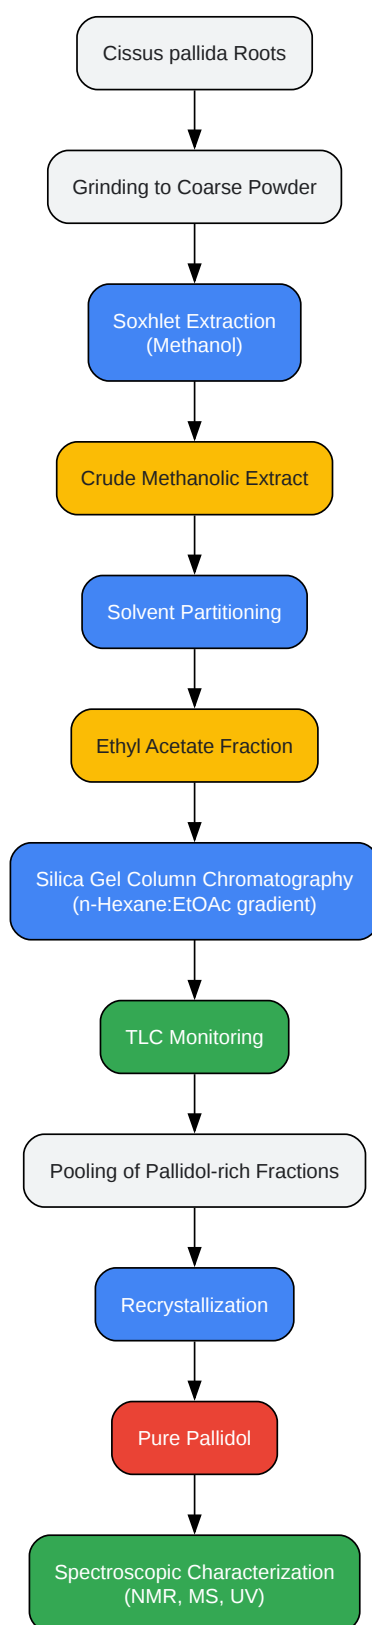 Cissus pallida Roots
Grinding to Coarse Powder
Soxhlet Extraction
(Methanol)
Crude Methanolic Extract
Solvent Partitioning
Ethyl Acetate Fraction
Silica Gel Column Chromatography
(n-Hexane:EtOAc gradient)
TLC Monitoring
Pooling of Pallidol-rich Fractions
Recrystallization
Pure Pallidol
Spectroscopic Characterization
(NMR, MS, UV)